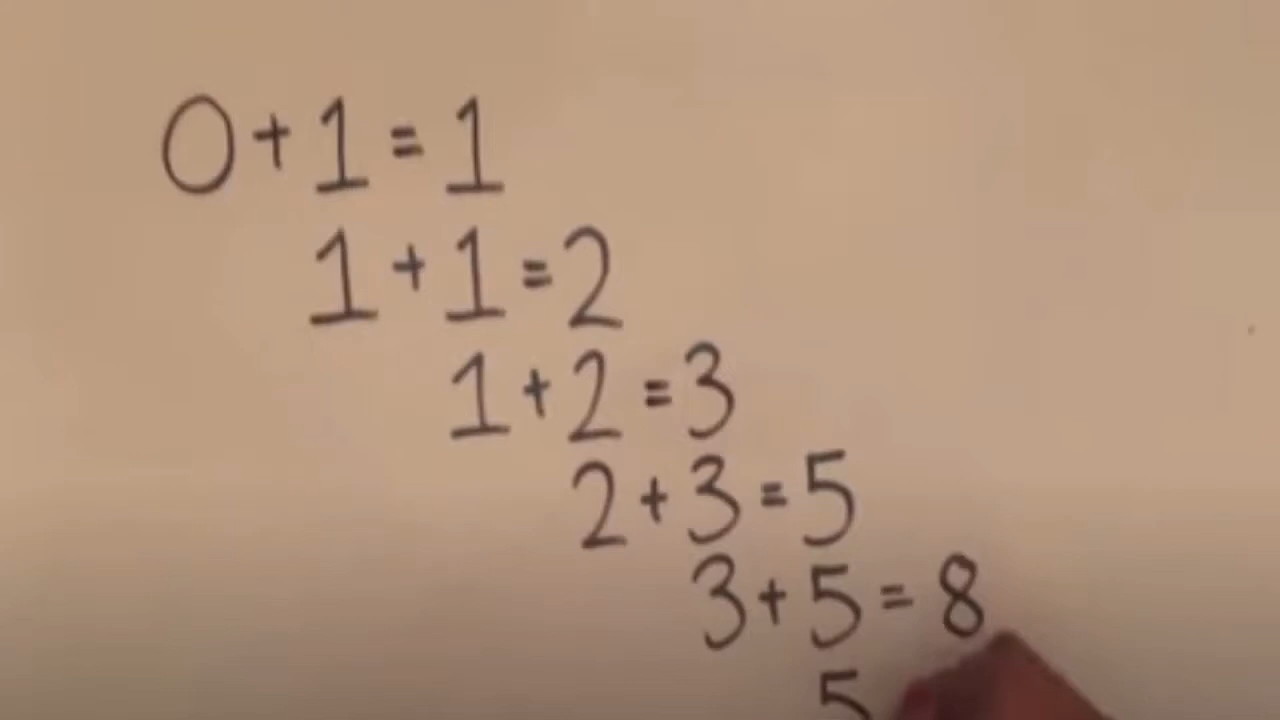 0 + 1 = 1
1 + 1 = 2
1 + 2 = 3
2 + 3 = 5
3 + 5 = 8
5